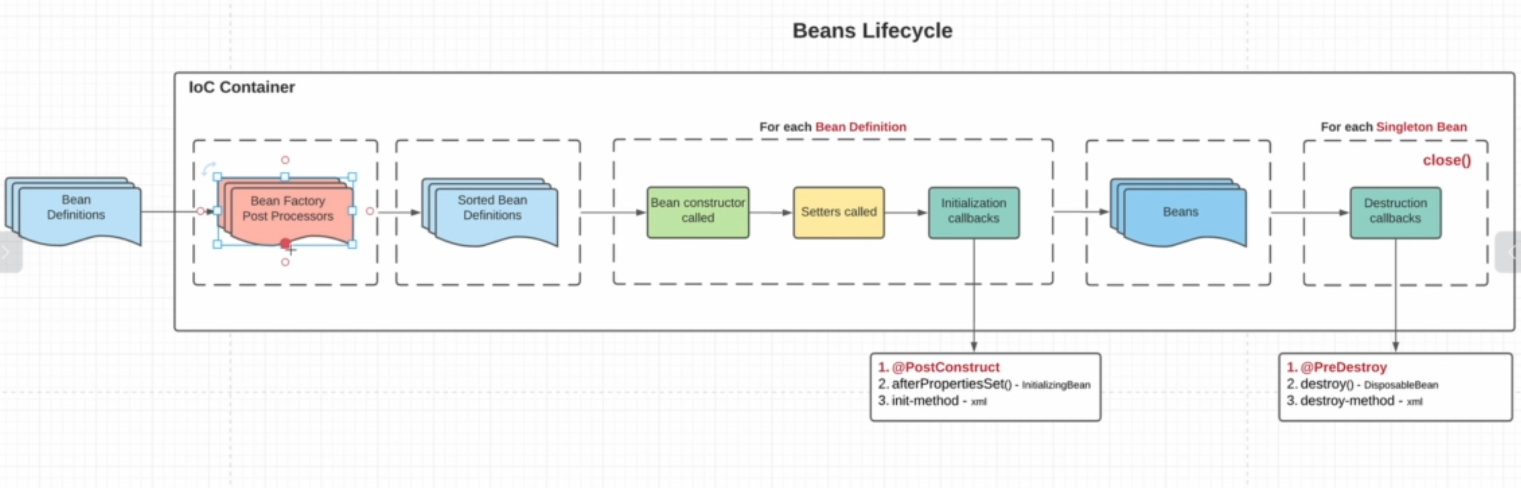 Beans Lifecycle
IoC Container
For each Bean Definition
For each Singleton Bean
close()
Bean
Definitions
Bean Factory
Post Processors
Sorted Bean
Definitions
Bean constructor
called
Setters called
Initialization
callbacks
Beans
Destruction
callbacks
1. @PostConstruct
2. afterPropertiesSet() - InitializingBean
3. init-method - xml
1. @PreDestroy
2. destroy() - DisposableBean
3. destroy-method - xml